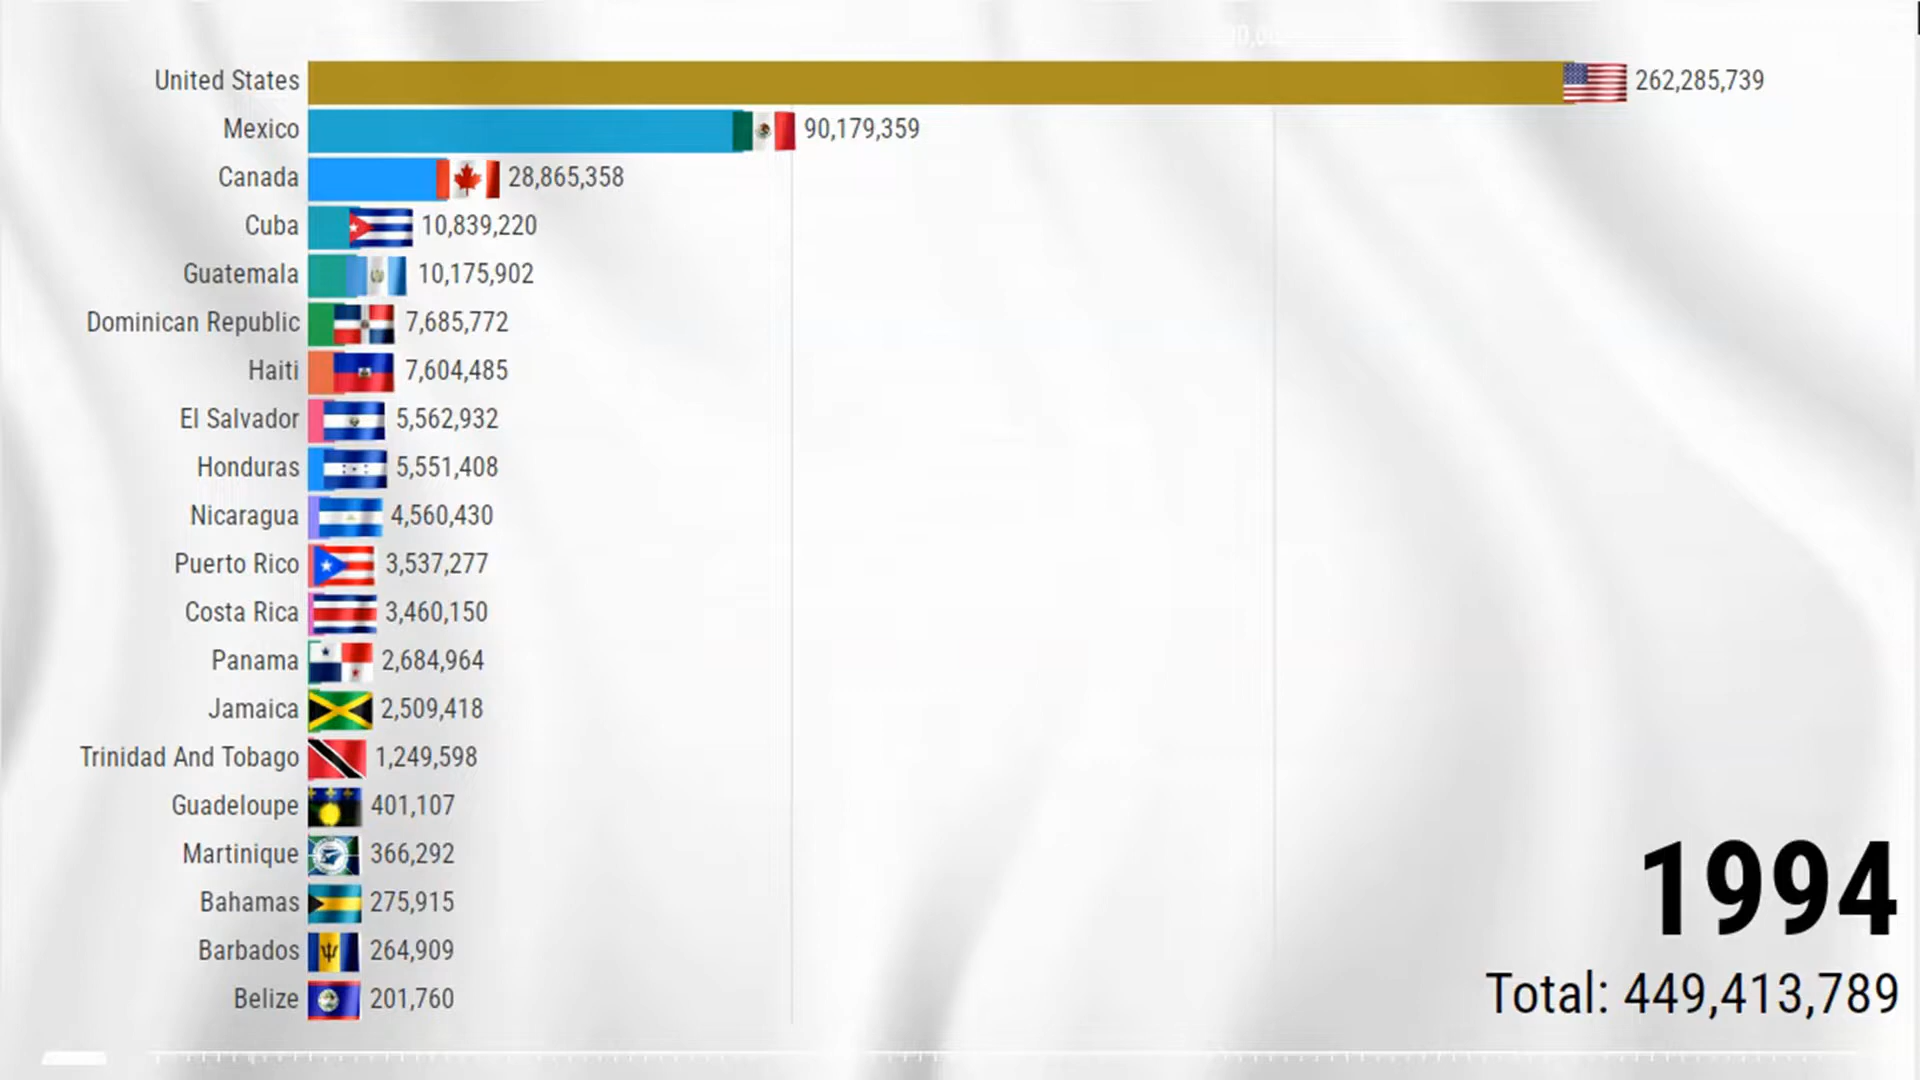 United States 262,285,739
Mexico 90,179,359
Canada 28,865,358
Cuba 10,839,220
Guatemala 10,175,902
Dominican Republic 7,685,772
Haiti 7,604,485
El Salvador 5,562,932
Honduras 5,551,408
Nicaragua 4,560,430
Puerto Rico 3,537,277
Costa Rica 3,460,150
Panama 2,684,964
Jamaica 2,509,418
Trinidad And Tobago 1,249,598
Guadeloupe 401,107
Martinique 366,292
Bahamas 275,915
Barbados 264,909
Belize 201,760
1994
Total: 449,413,789